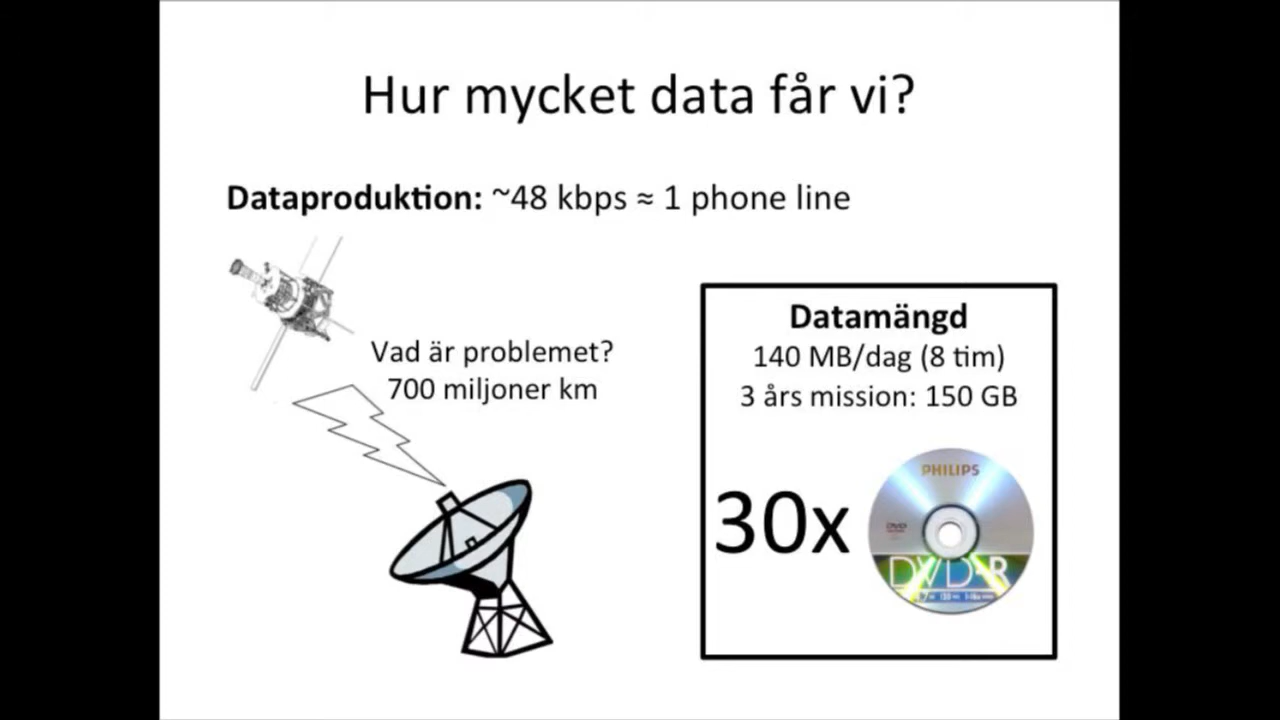 Hur mycket data får vi?
Dataproduktion: ~48 kbps ≈ 1 phone line
Vad är problemet?
700 miljoner km
Datamängd
140 MB/dag (8 tim)
3 års mission: 150 GB
30x
PHILIPS
DVD
DVD-R